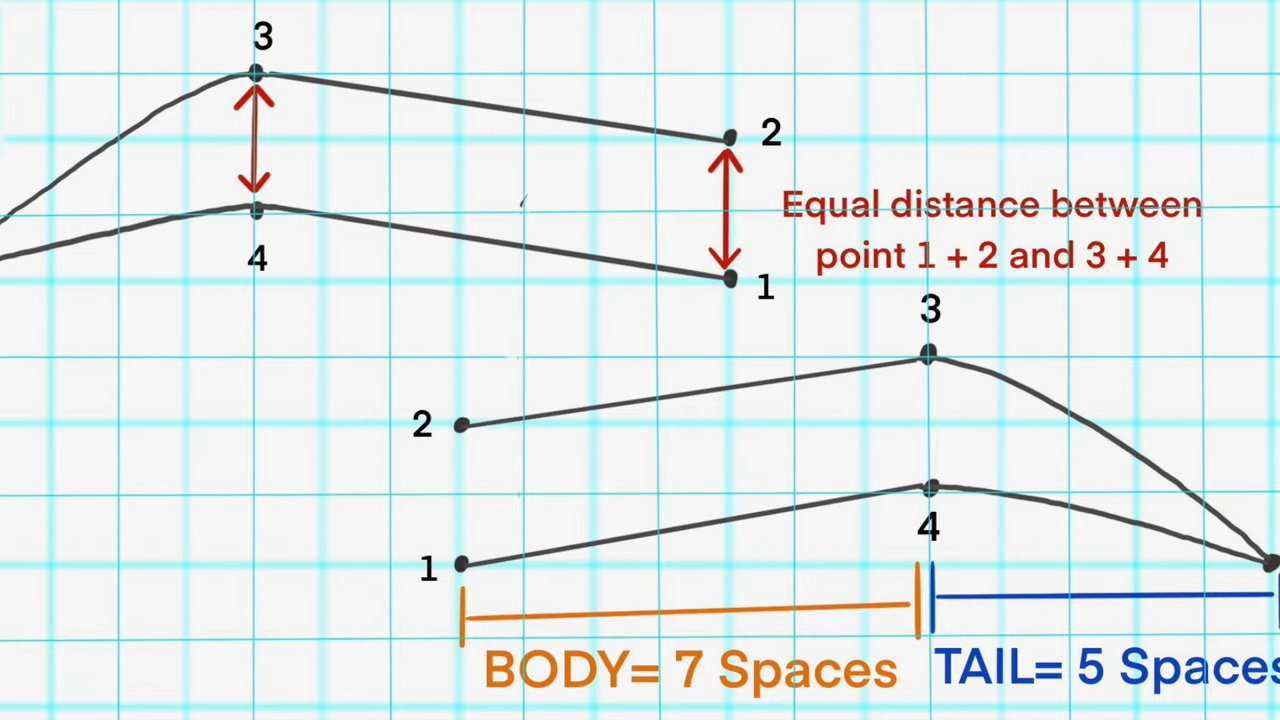 3
2
Equal distance between
4
point 1 + 2 and 3 + 4
1
3
2
4
1
BODY= 7 Spaces
TAIL= 5 Spaces